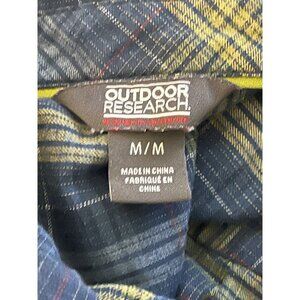 OUTDOOR
RESEARCH
M/M
MADE IN CHINA
FABRIQUÉ EN
CHINE